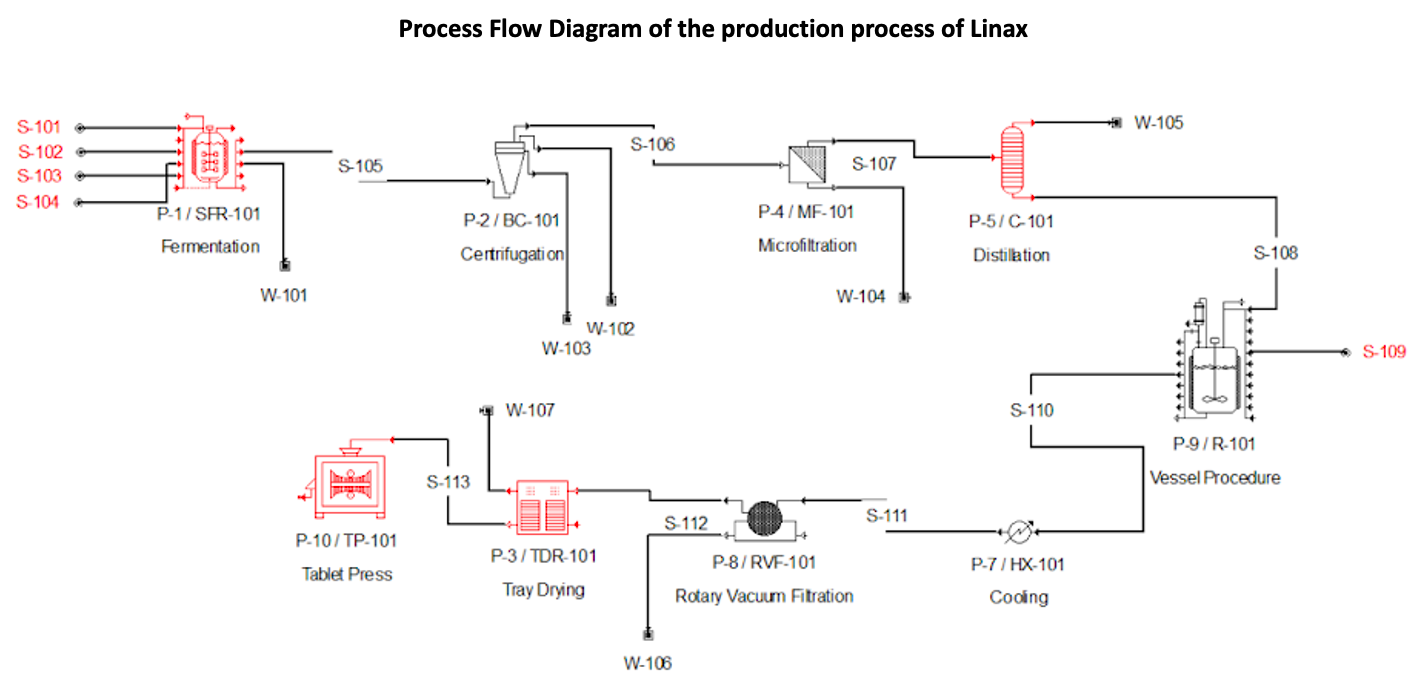 Process Flow Diagram of the production process of Linax
S-101
S-102
S-103
S-104
P-1 / SFR-101
Fermentation
W-101
S-105
P-2 / BC-101
Centrifugation
W-102
W-103
S-106
P-4 / MF-101
Microfiltration
S-107
W-104
P-5 / C-101
Distillation
W-105
S-108
S-109
P-9 / R-101
Vessel Procedure
S-110
P-7 / HX-101
Cooling
S-111
P-8 / RVF-101
Rotary Vacuum Filtration
S-112
W-106
P-3 / TDR-101
Tray Drying
W-107
S-113
P-10 / TP-101
Tablet Press